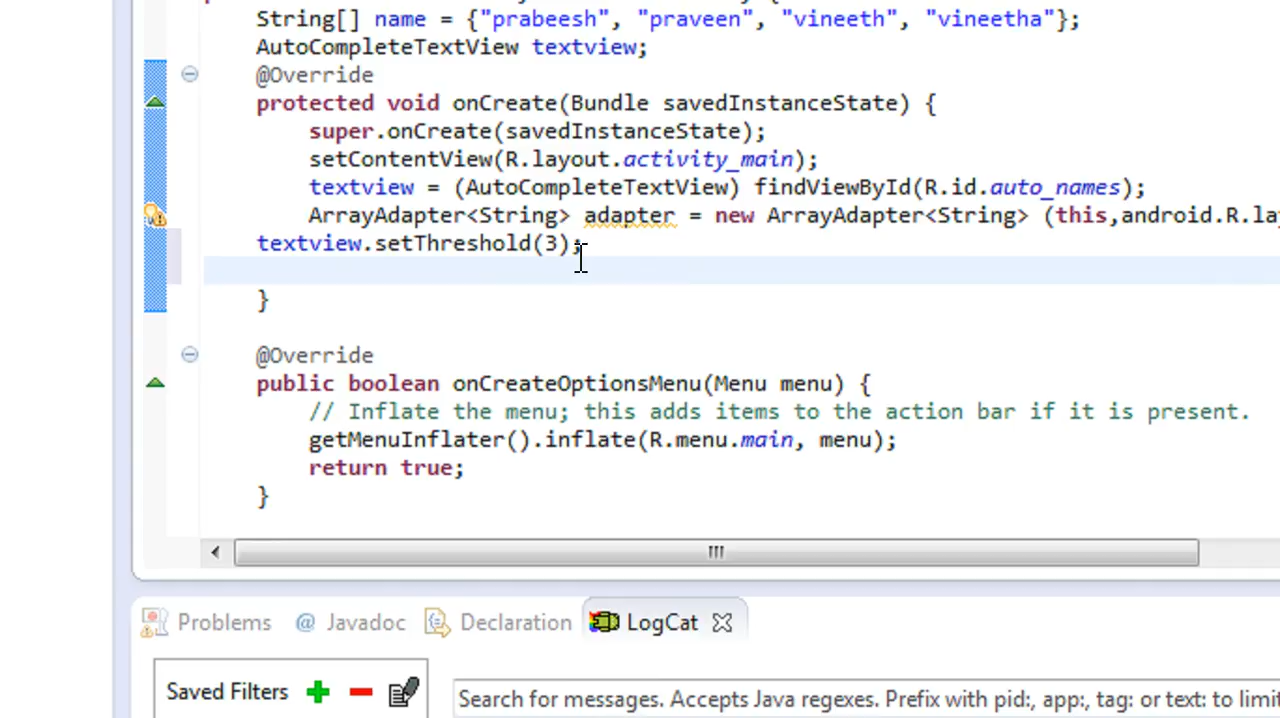 String[] name = {"prabeesh", "praveen", "vineeth", "vineetha"};
AutoCompleteTextView textview;
@Override
protected void onCreate(Bundle savedInstanceState) {
super.onCreate(savedInstanceState);
setContentView(R.layout.activity_main);
textview = (AutoCompleteTextView) findViewById(R.id.auto_names);
ArrayAdapter<String> adapter = new ArrayAdapter<String> (this,android.R.la
textview.setThreshold(3);
}
@Override
public boolean onCreateOptionsMenu(Menu menu) {
// Inflate the menu; this adds items to the action bar if it is present.
getMenuInflater().inflate(R.menu.main, menu);
return true;
}
Problems @ Javadoc Declaration LogCat
Saved Filters
Search for messages. Accepts Java regexes. Prefix with pid:, app:, tag: or text: to limit